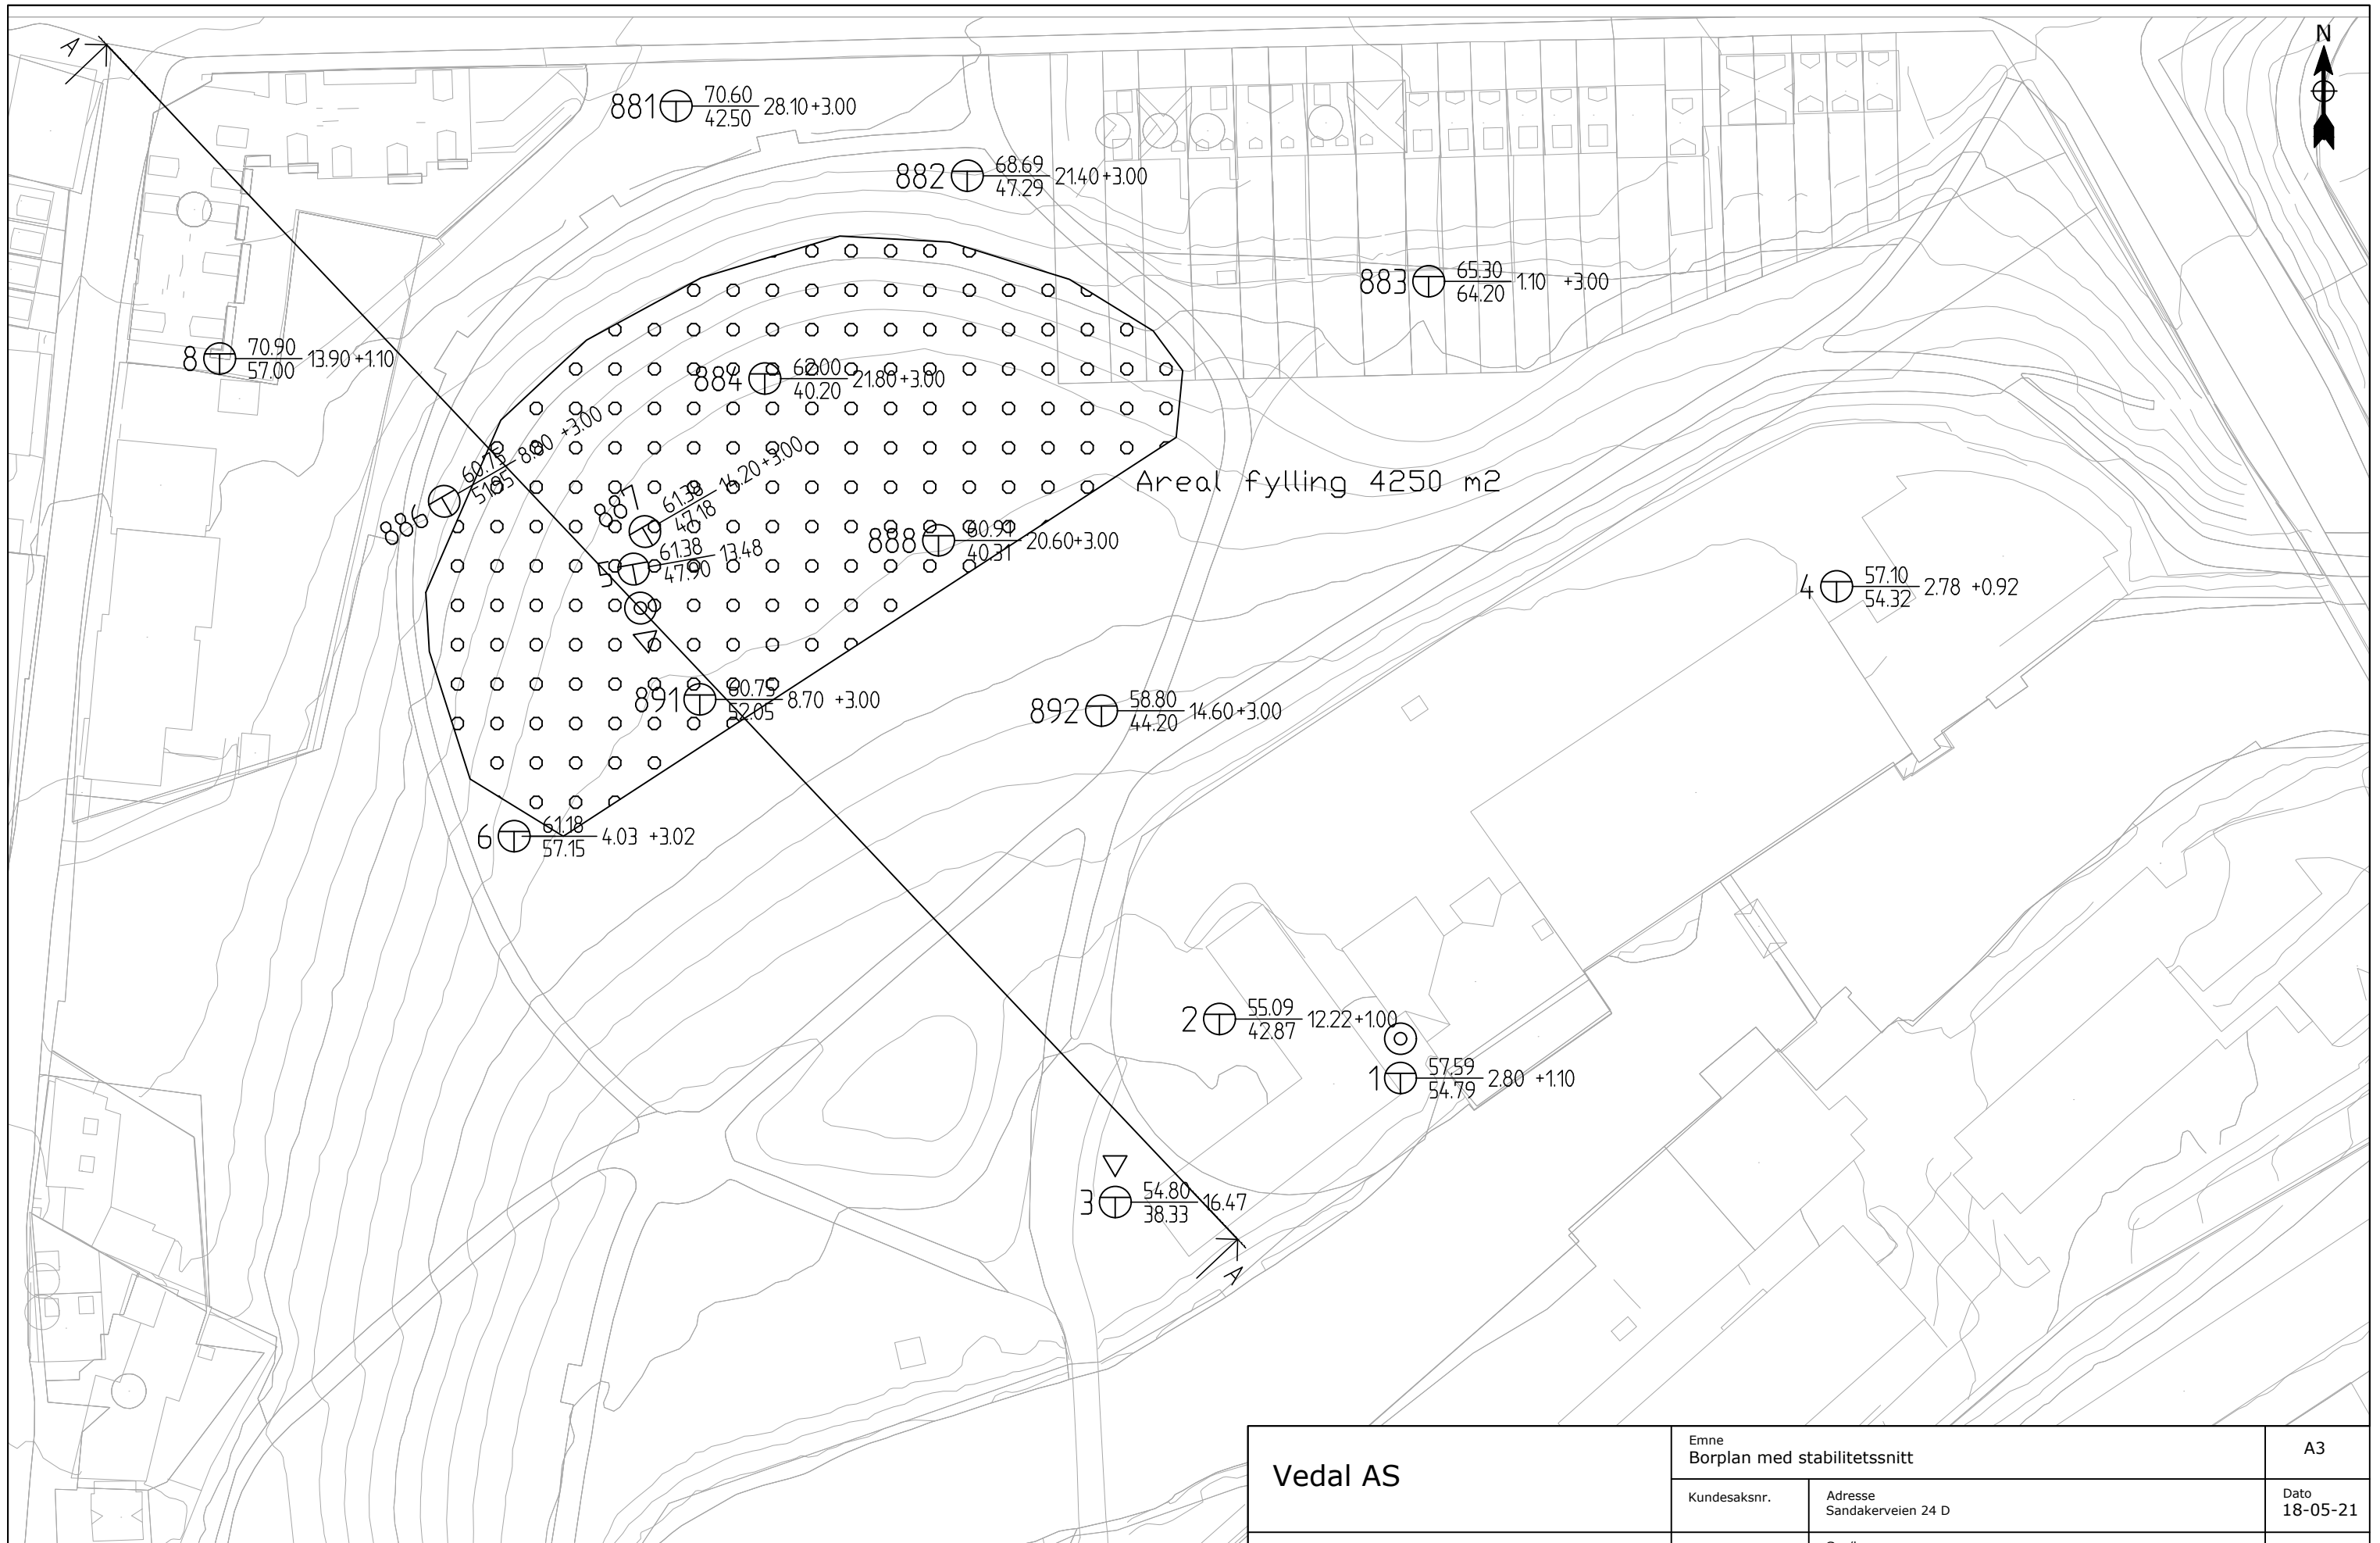 A
N
881 70.60 28.10+3.00
42.50
882 68.69 21.40+3.00
47.29
883 65.30 1.10 +3.00
64.20
8 70.90 13.90+1.10
57.00
884 62.00 21.80+3.00
40.20
886 60.75 8.80 +3.00
51.95
887 61.38 14.20+3.00
47.18
Areal fylling 4250 m2
888 60.91 20.60+3.00
40.31
5 61.38 13.48
47.90
4 57.10 2.78 +0.92
54.32
891 60.75 8.70 +3.00
52.05
892 58.80 14.60+3.00
44.20
6 61.18 4.03 +3.02
57.15
2 55.09 12.22+1.00
42.87
1 57.59 2.80 +1.10
54.79
3 54.80 16.47
38.33
A
Vedal AS
Emne
Borplan med stabilitetssnitt
A3
Kundesaksnr.
Adresse
Sandakerveien 24 D
Dato
18-05-21